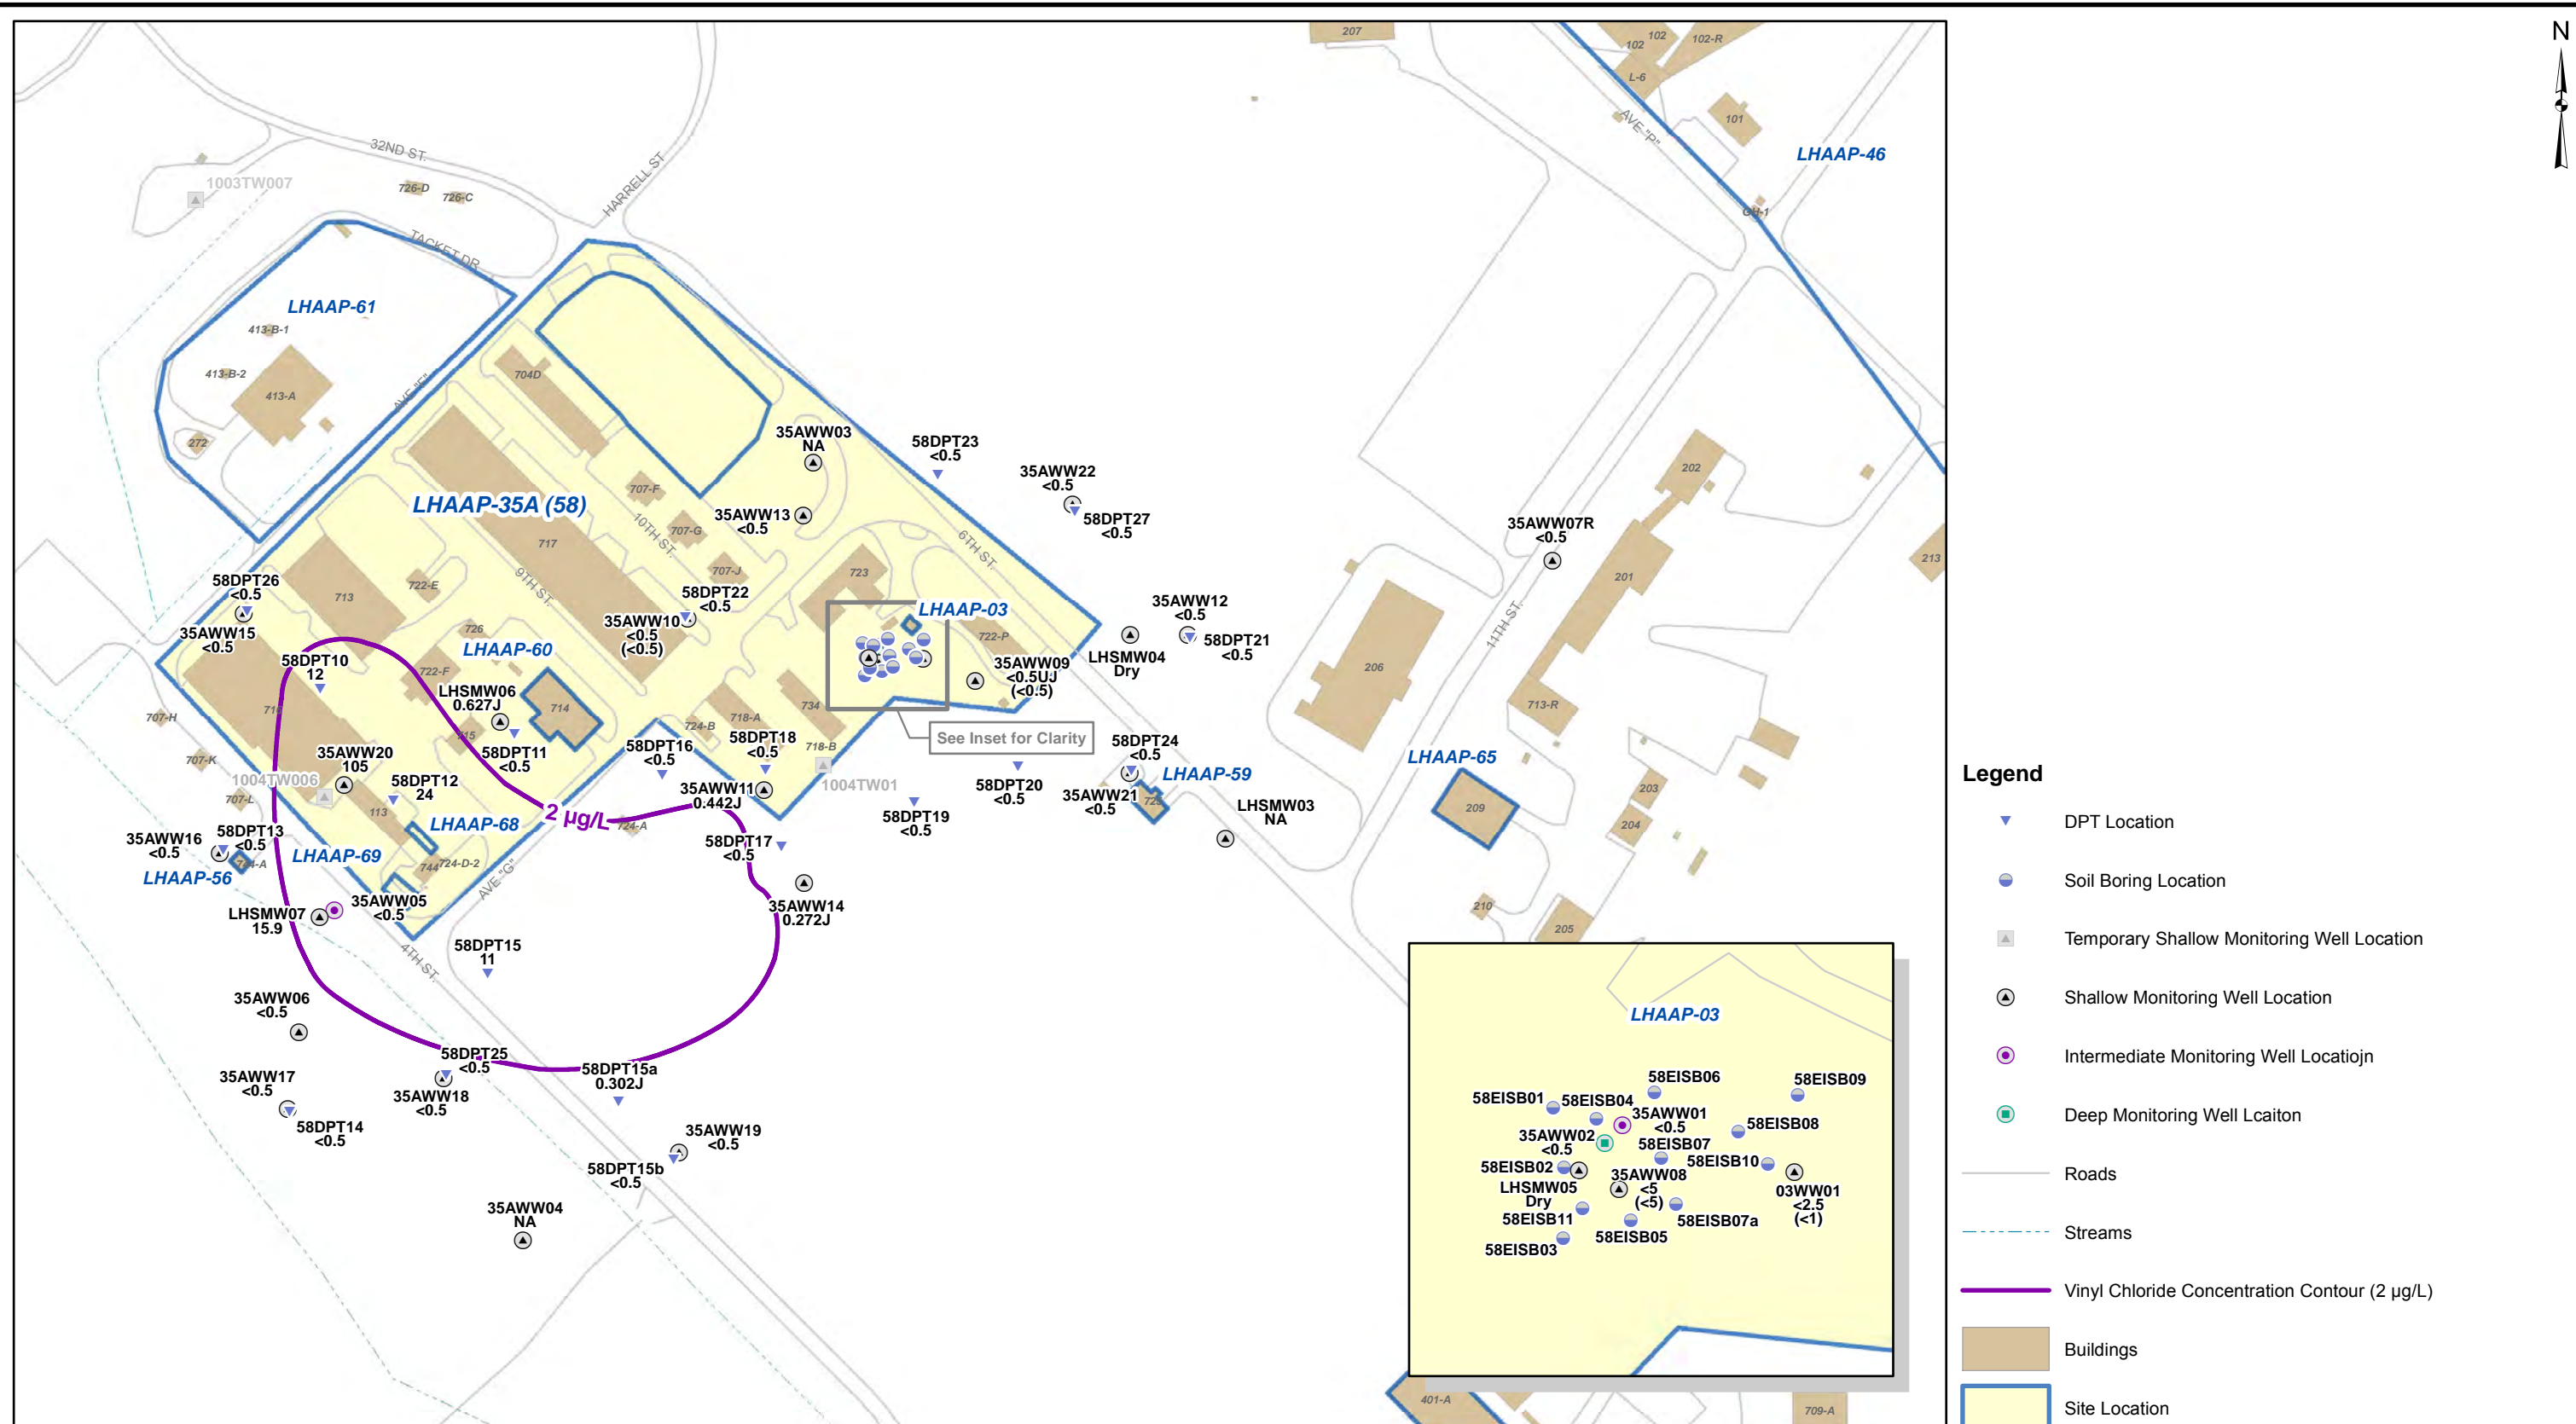 N
207
102
102
102-R
L-6
101
AVE "P"
LHAAP-46
GH-1
32ND ST.
HARRELL ST
1003TW007
726-D
726-C
TACKET DR
LHAAP-61
413-B-1
413-B-2
413-A
272
AVE "E"
704D
35AWW03
NA
58DPT23
<0.5
35AWW22
<0.5
58DPT27
<0.5
LHAAP-35A (58)
707-F
10TH ST.
707-G
35AWW13
<0.5
6TH ST.
35AWW07R
<0.5
202
201
213
717
9TH ST.
707-J
723
713
722-E
58DPT26
<0.5
35AWW15
<0.5
58DPT22
<0.5
35AWW10
<0.5
(<0.5)
LHAAP-03
722-P
35AWW12
<0.5
58DPT21
<0.5
LHSMW04
Dry
11TH ST.
206
726
LHAAP-60
58DPT10
12
722-F
LHSMW06
0.627J
714
35AWW09
<0.5UJ
(<0.5)
734
713-R
707-H
715
58DPT11
<0.5
724-B
718-A
58DPT16
<0.5
58DPT18
<0.5
718-B
See Inset for Clarity
58DPT24
<0.5
LHAAP-65
707-K
35AWW20
105
1004TW006
58DPT12
24
1004TW01
58DPT20
<0.5
LHAAP-59
35AWW21
<0.5
203
209
707-L
113
2 µg/L
35AWW11
0.442J
58DPT19
<0.5
LHSMW03
NA
204
724-A
LHAAP-68
35AWW16
<0.5
58DPT13
<0.5
LHAAP-69
744
724-D-2
58DPT17
<0.5
LHAAP-56
AVE "G"
35AWW05
<0.5
LHSMW07
15.9
35AWW14
0.272J
210
205
4TH ST.
58DPT15
11
35AWW06
<0.5
58DPT25
<0.5
35AWW18
<0.5
58DPT15a
0.302J
35AWW17
<0.5
58DPT14
<0.5
35AWW19
<0.5
58DPT15b
<0.5
35AWW04
NA
LHAAP-03
58EISB06
58EISB09
58EISB01
58EISB04
35AWW01
<0.5
58EISB08
35AWW02
<0.5
58EISB07
58EISB10
58EISB02
LHSMW05
Dry
35AWW08
<5
(<5)
03WW01
<2.5
(<1)
58EISB11
58EISB07a
58EISB05
58EISB03
401-A
709-A
Legend
DPT Location
Soil Boring Location
Temporary Shallow Monitoring Well Location
Shallow Monitoring Well Location
Intermediate Monitoring Well Locatiojn
Deep Monitoring Well Lcaiton
Roads
Streams
Vinyl Chloride Concentration Contour (2 µg/L)
Buildings
Site Location